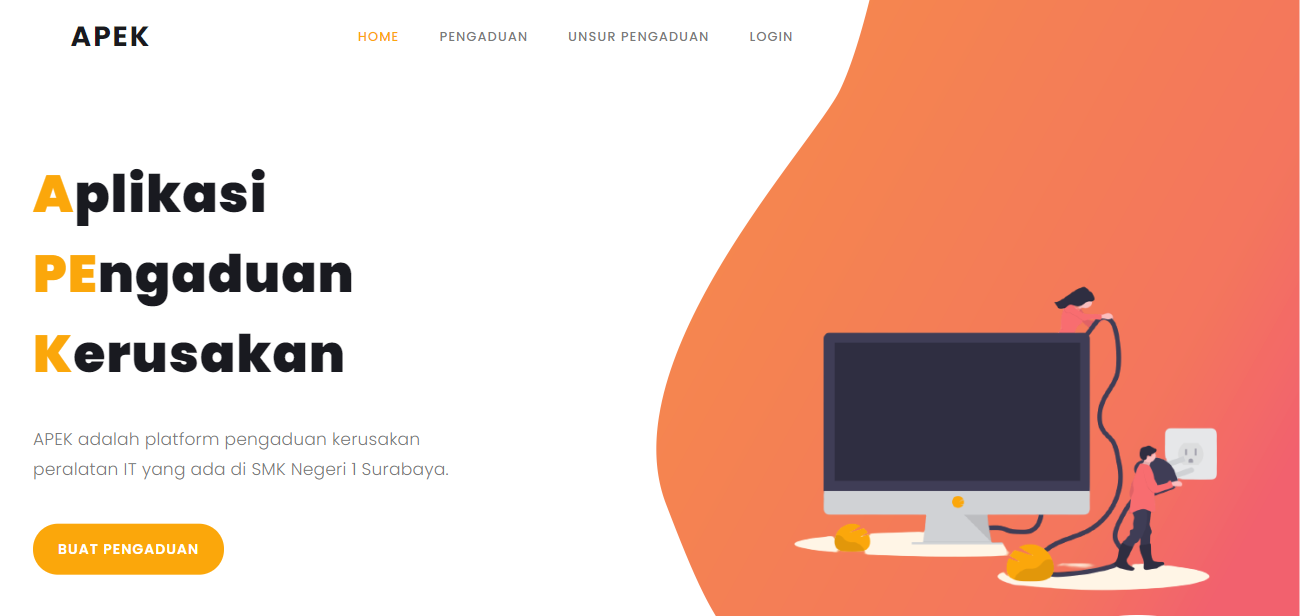 APEK
HOME PENGADUAN UNSUR PENGADUAN LOGIN
Aplikasi
PEngaduan
Kerusakan
APEK adalah platform pengaduan kerusakan
peralatan IT yang ada di SMK Negeri 1 Surabaya.
BUAT PENGADUAN